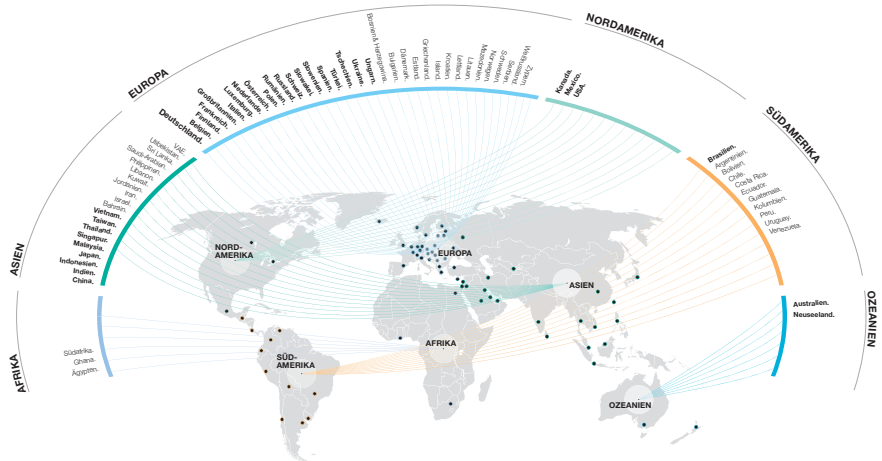 NORDAMERIKA
EUROPA
SÜDAMERIKA
ASIEN
AFRIKA
OZEANIEN
Deutschland.
Belgien.
Finnland.
Frankreich.
Großbritannien.
Italien.
Luxemburg.
Niederlande.
Österreich.
Polen.
Rumänien.
Russland.
Schweiz.
Slowakei.
Slowenien.
Spanien.
Türkei.
Tschechien.
Ukraine.
Ungarn.
Bosnien & Herzegowina.
Bulgarien.
Dänemark.
Estland.
Griechenland.
Irland.
Kroatien.
Lettland.
Litauen.
Mazedonien.
Norwegen.
Schweden.
Serbien.
Weißrussland.
Zypern.
Kanada.
Mexico.
USA.
Brasilien.
Argentinien.
Bolivien.
Chile.
Costa Rica.
Ecuador.
Guatemala.
Kolumbien.
Peru.
Uruguay.
Venezuela.
VAE.
Usbekistan.
Sri Lanka.
Saudi-Arabien.
Philippinen.
Libanon.
Kuwait.
Jordanien.
Iran.
Israel.
Bahrain.
Vietnam.
Taiwan.
Thailand.
Singapur.
Malaysia.
Japan.
Indonesien.
Indien.
China.
Südafrika.
Ghana.
Ägypten.
Australien.
Neuseeland.
NORD-
AMERIKA
EUROPA
ASIEN
AFRIKA
SÜD-
AMERIKA
OZEANIEN